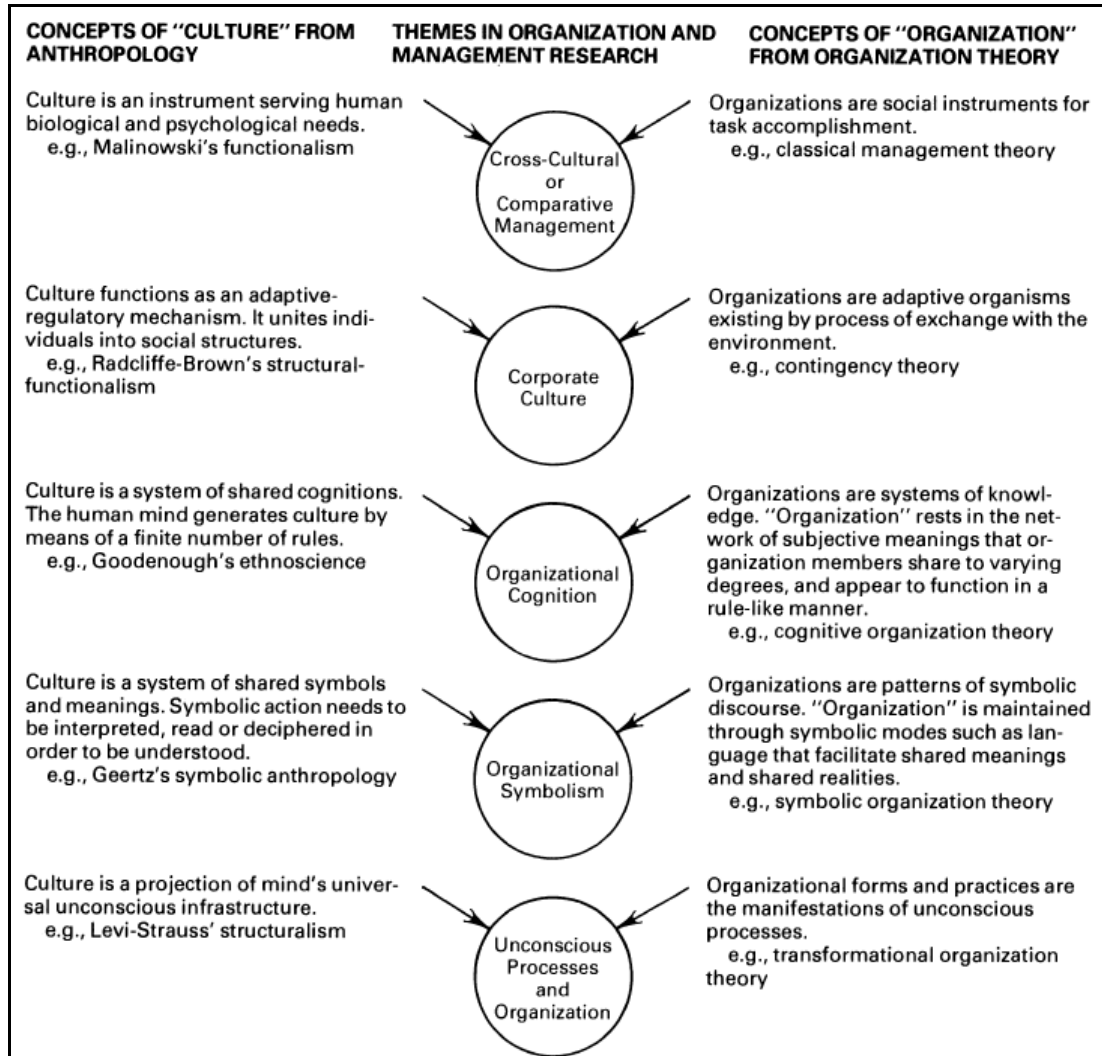 CONCEPTS OF "CULTURE" FROM
ANTHROPOLOGY
THEMES IN ORGANIZATION AND
MANAGEMENT RESEARCH
CONCEPTS OF "ORGANIZATION"
FROM ORGANIZATION THEORY
Culture is an instrument serving human
biological and psychological needs.
e.g., Malinowski's functionalism
Cross-Cultural
or
Comparative
Management
Organizations are social instruments for
task accomplishment.
e.g., classical management theory
Culture functions as an adaptive-
regulatory mechanism. It unites indi-
viduals into social structures.
e.g., Radcliffe-Brown's structural-
functionalism
Corporate
Culture
Organizations are adaptive organisms
existing by process of exchange with the
environment.
e.g., contingency theory
Culture is a system of shared cognitions.
The human mind generates culture by
means of a finite number of rules.
e.g., Goodenough's ethnoscience
Organizational
Cognition
Organizations are systems of knowl-
edge. "Organization" rests in the net-
work of subjective meanings that or-
ganization members share to varying
degrees, and appear to function in a
rule-like manner.
e.g., cognitive organization theory
Culture is a system of shared symbols
and meanings. Symbolic action needs to
be interpreted, read or deciphered in
order to be understood.
e.g., Geertz's symbolic anthropology
Organizational
Symbolism
Organizations are patterns of symbolic
discourse. "Organization" is maintained
through symbolic modes such as lan-
guage that facilitate shared meanings
and shared realities.
e.g., symbolic organization theory
Culture is a projection of mind's univer-
sal unconscious infrastructure.
e.g., Levi-Strauss' structuralism
Unconscious
Processes
and
Organization
Organizational forms and practices are
the manifestations of unconscious
processes.
e.g., transformational organization
theory